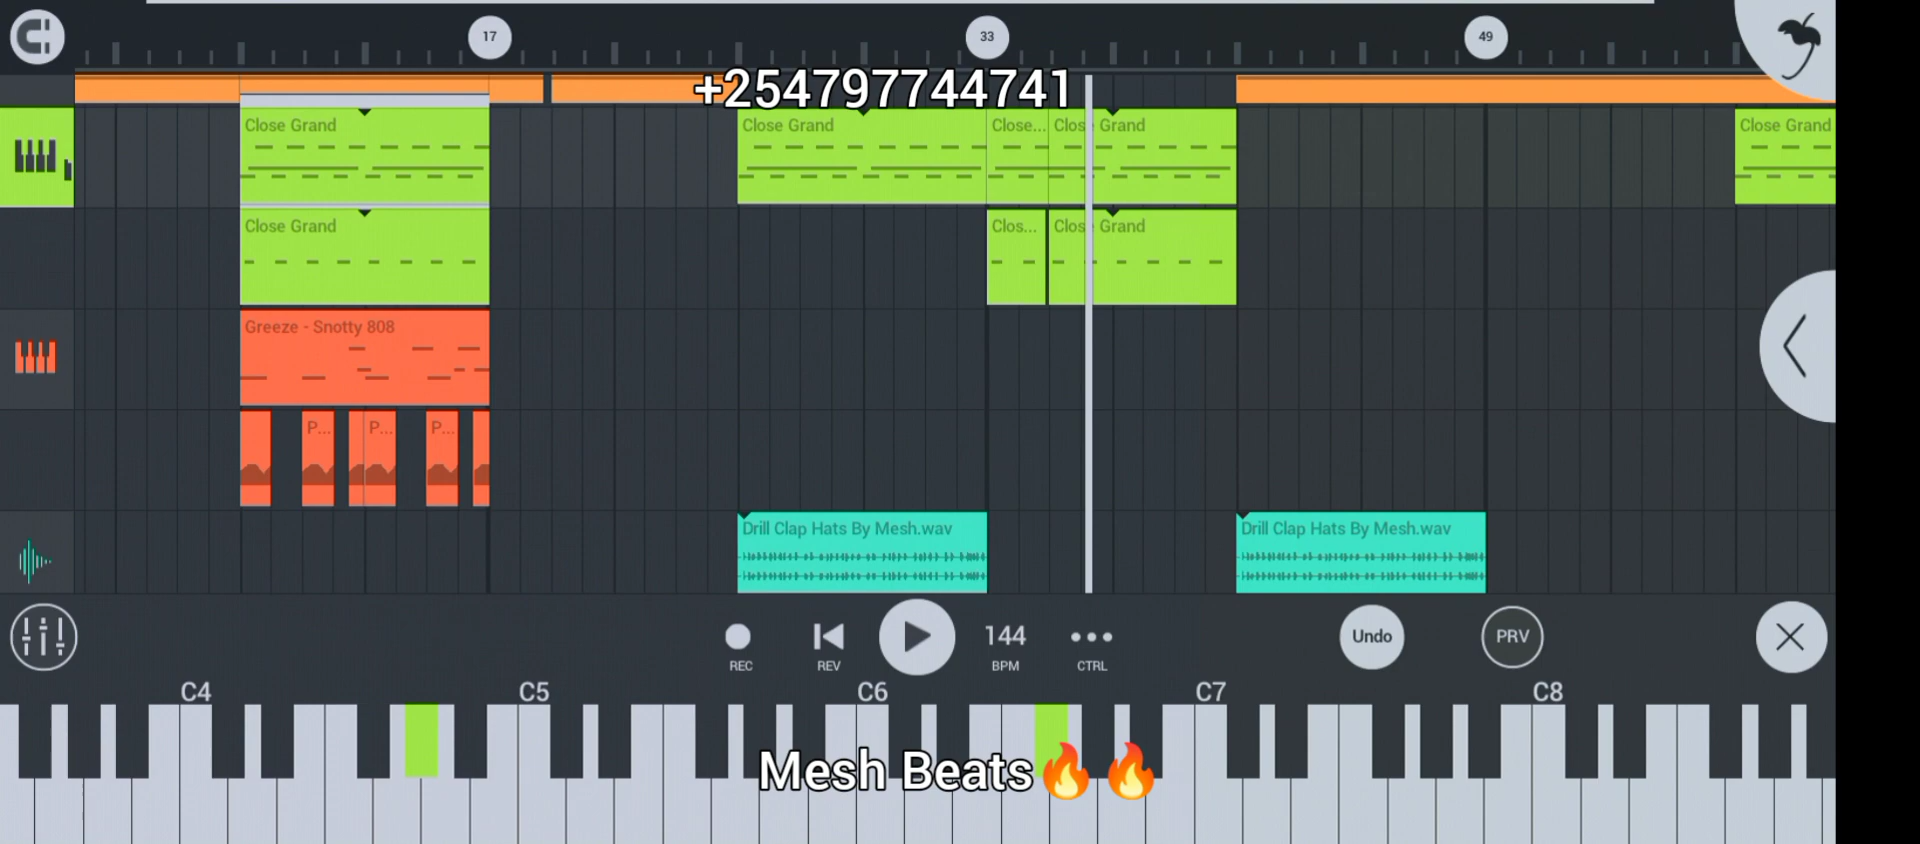 17 33 49
+254797744741
Close Grand Close Grand Close... Close Grand Close Grand
Close Grand Clos... Close Grand
Greeze - Snotty 808
P... P... P...
Drill Clap Hats By Mesh.wav Drill Clap Hats By Mesh.wav
144 Undo PRV
REC REV BPM CTRL
C4 C5 C6 C7 C8
Mesh Beats🔥🔥